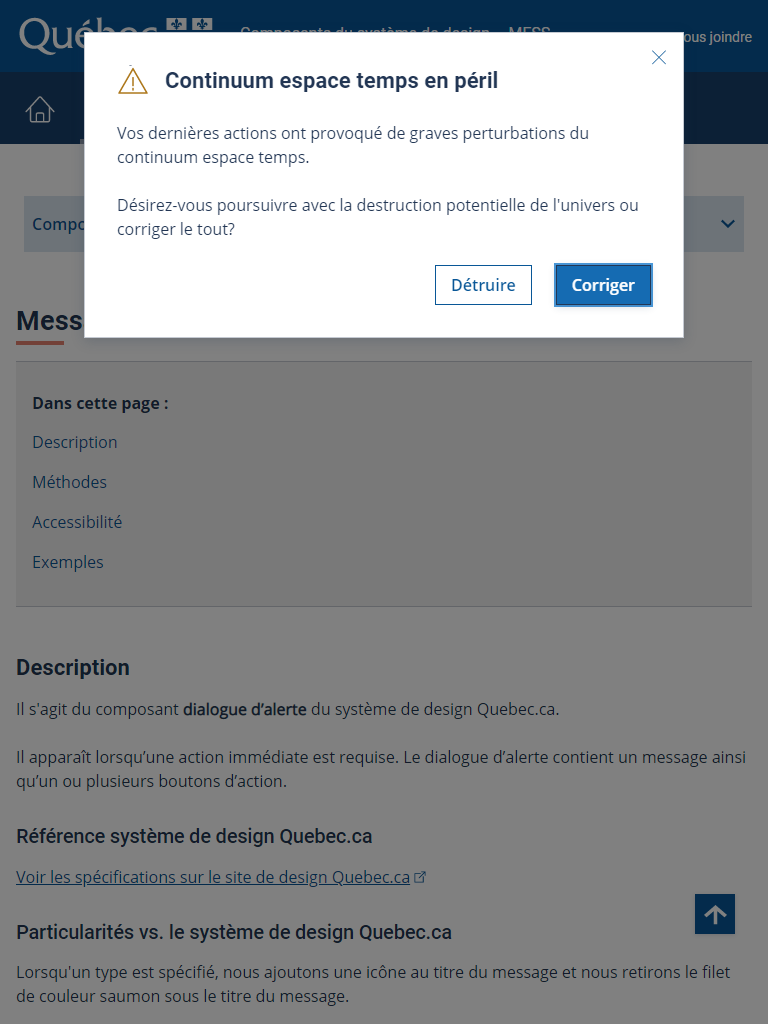 Québec
Composants du système de design - MESS
ous joindre
Continuum espace temps en péril
Vos dernières actions ont provoqué de graves perturbations du
continuum espace temps.
Désirez-vous poursuivre avec la destruction potentielle de l'univers ou
corriger le tout?
Détruire
Corriger
Compo
Mess
Dans cette page :
Description
Méthodes
Accessibilité
Exemples
Description
Il s'agit du composant dialogue d’alerte du système de design Quebec.ca.
Il apparaît lorsqu’une action immédiate est requise. Le dialogue d’alerte contient un message ainsi
qu’un ou plusieurs boutons d’action.
Référence système de design Quebec.ca
Voir les spécifications sur le site de design Quebec.ca
Particularités vs. le système de design Quebec.ca
Lorsqu'un type est spécifié, nous ajoutons une icône au titre du message et nous retirons le filet
de couleur saumon sous le titre du message.